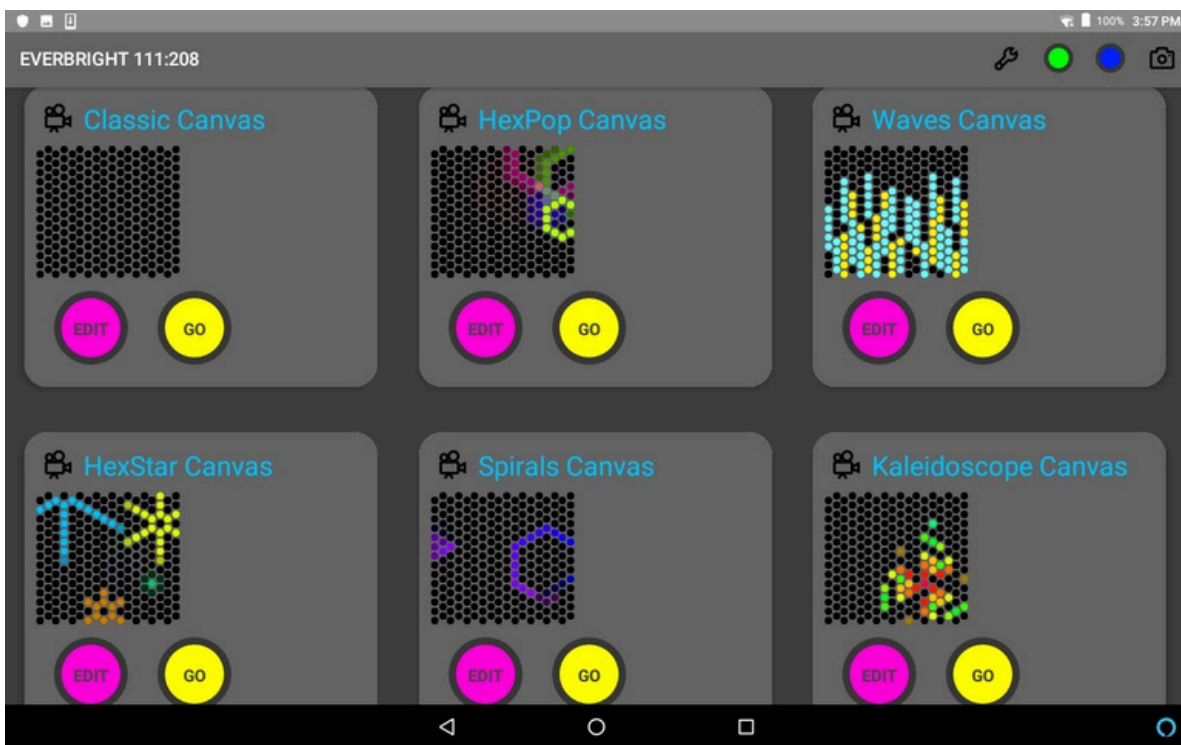 100% 3:57 PM
EVERBRIGHT 111:208
Classic Canvas
HexPop Canvas
Waves Canvas
EDIT GO
EDIT GO
EDIT GO
HexStar Canvas
Spirals Canvas
Kaleidoscope Canvas
EDIT GO
EDIT GO
EDIT GO